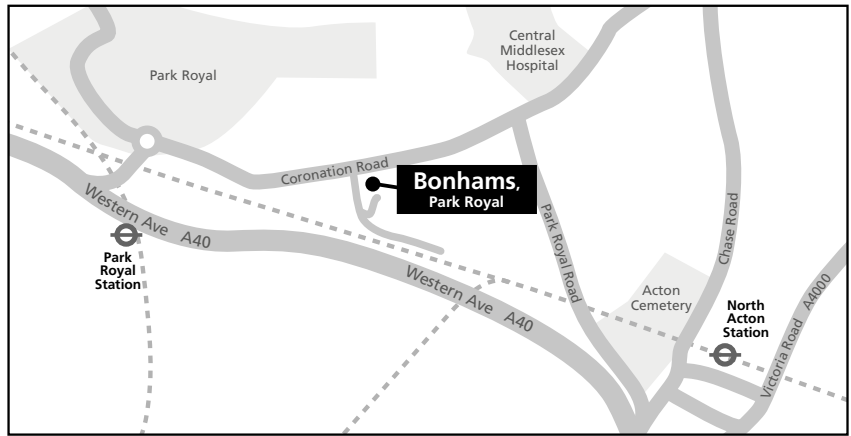 Central
Middlesex
Hospital
Park Royal
Coronation Road
Bonhams,
Park Royal
Western Ave A40
Park
Royal
Station
Park Royal Road
Chase Road
Western Ave A40
Acton
Cemetery
North
Acton
Station
Victoria Road A4000